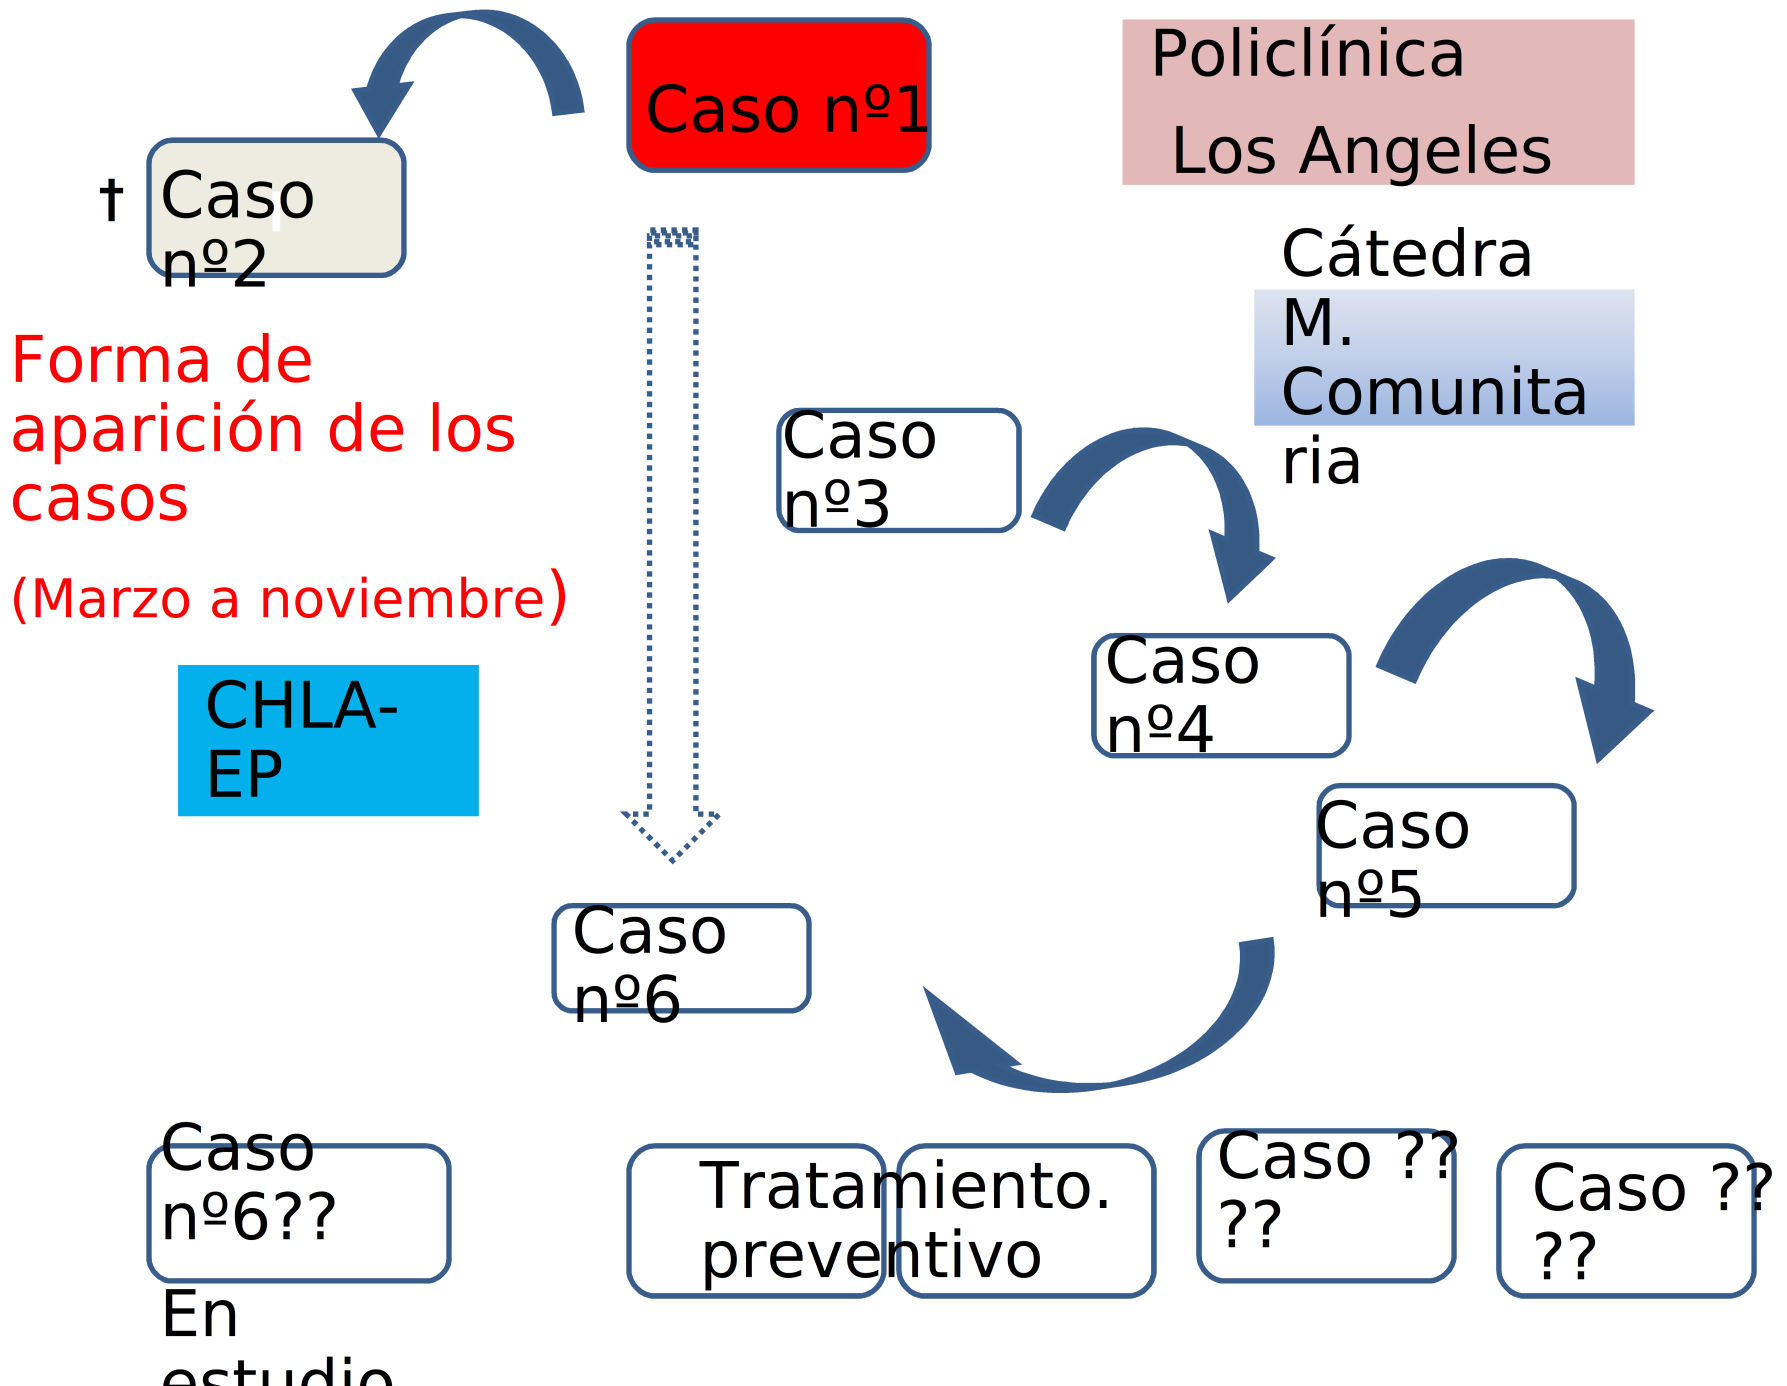 Caso nº1
Policlínica
Los Angeles
†
Caso
nº2
Cátedra
M.
Comunita
ria
Forma de
aparición de los
casos
(Marzo a noviembre)
Caso
nº3
CHLA-
EP
Caso
nº4
Caso
nº5
Caso
nº6
Caso
nº6??
En
estudio
Tratamiento.
preventivo
Caso ??
??
Caso ??
??